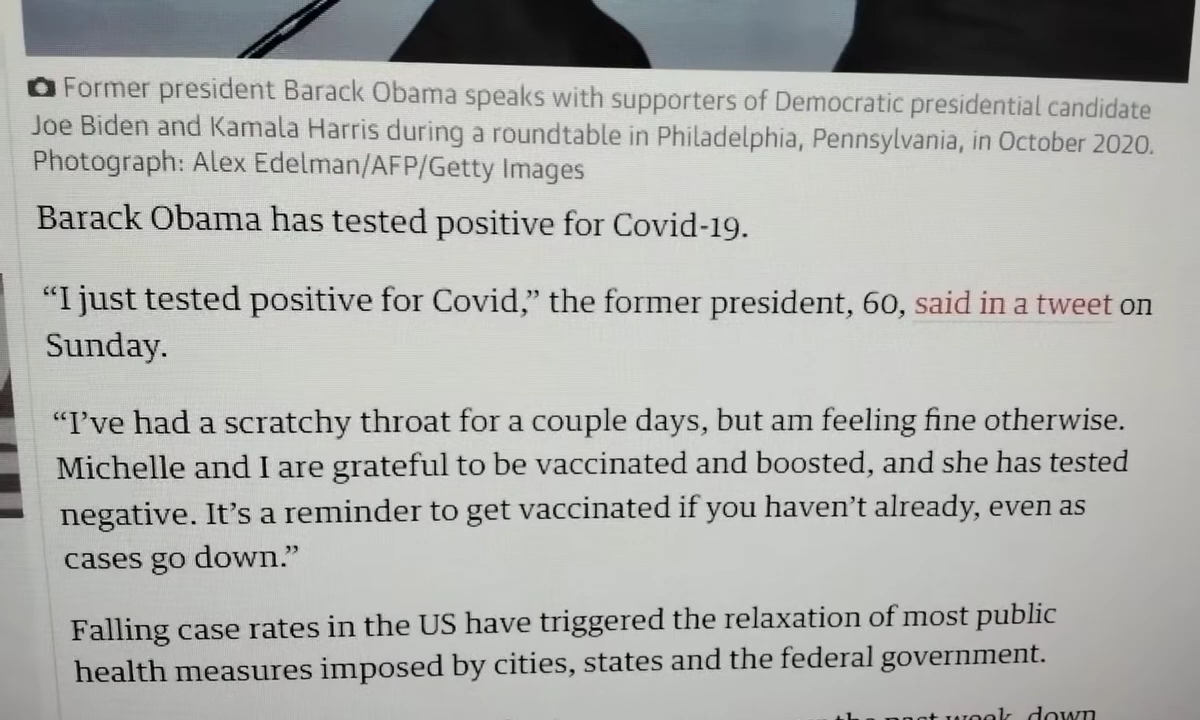 Former president Barack Obama speaks with supporters of Democratic presidential candidate
Joe Biden and Kamala Harris during a roundtable in Philadelphia, Pennsylvania, in October 2020.
Photograph: Alex Edelman/AFP/Getty Images
Barack Obama has tested positive for Covid-19.
“I just tested positive for Covid,” the former president, 60, said in a tweet on
Sunday.
“I’ve had a scratchy throat for a couple days, but am feeling fine otherwise.
Michelle and I are grateful to be vaccinated and boosted, and she has tested
negative. It’s a reminder to get vaccinated if you haven’t already, even as
cases go down.”
Falling case rates in the US have triggered the relaxation of most public
health measures imposed by cities, states and the federal government.
the past week, down